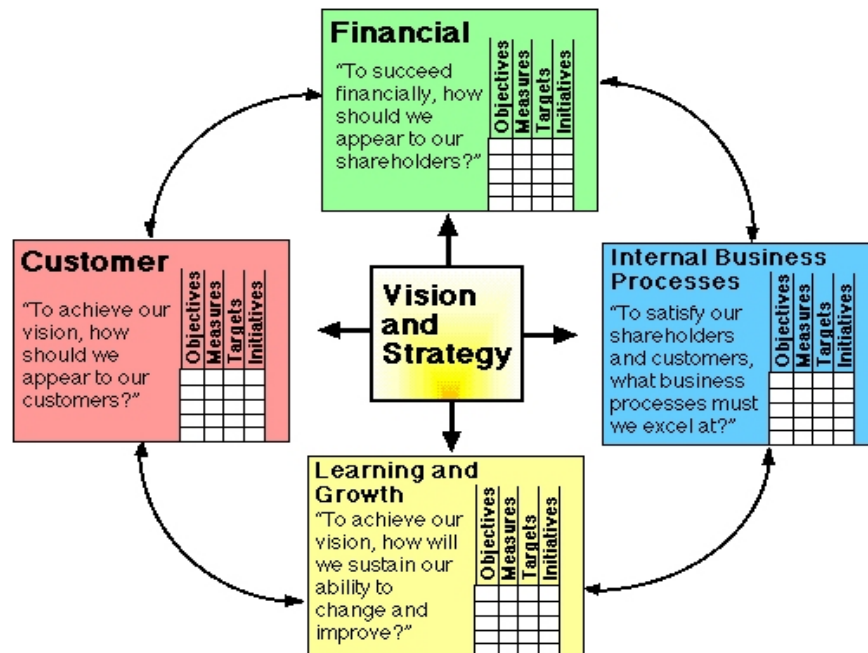 Financial
“To succeed
financially, how
should we
appear to our
shareholders?”
Objectives
Measures
Targets
Initiatives
Customer
“To achieve our
vision, how
should we
appear to our
customers?”
Objectives
Measures
Targets
Initiatives
Vision
and
Strategy
Internal Business
Processes
“To satisfy our
shareholders
and customers,
what business
processes must
we excel at?”
Objectives
Measures
Targets
Initiatives
Learning and
Growth
“To achieve our
vision, how will
we sustain our
ability to
change and
improve?”
Objectives
Measures
Targets
Initiatives